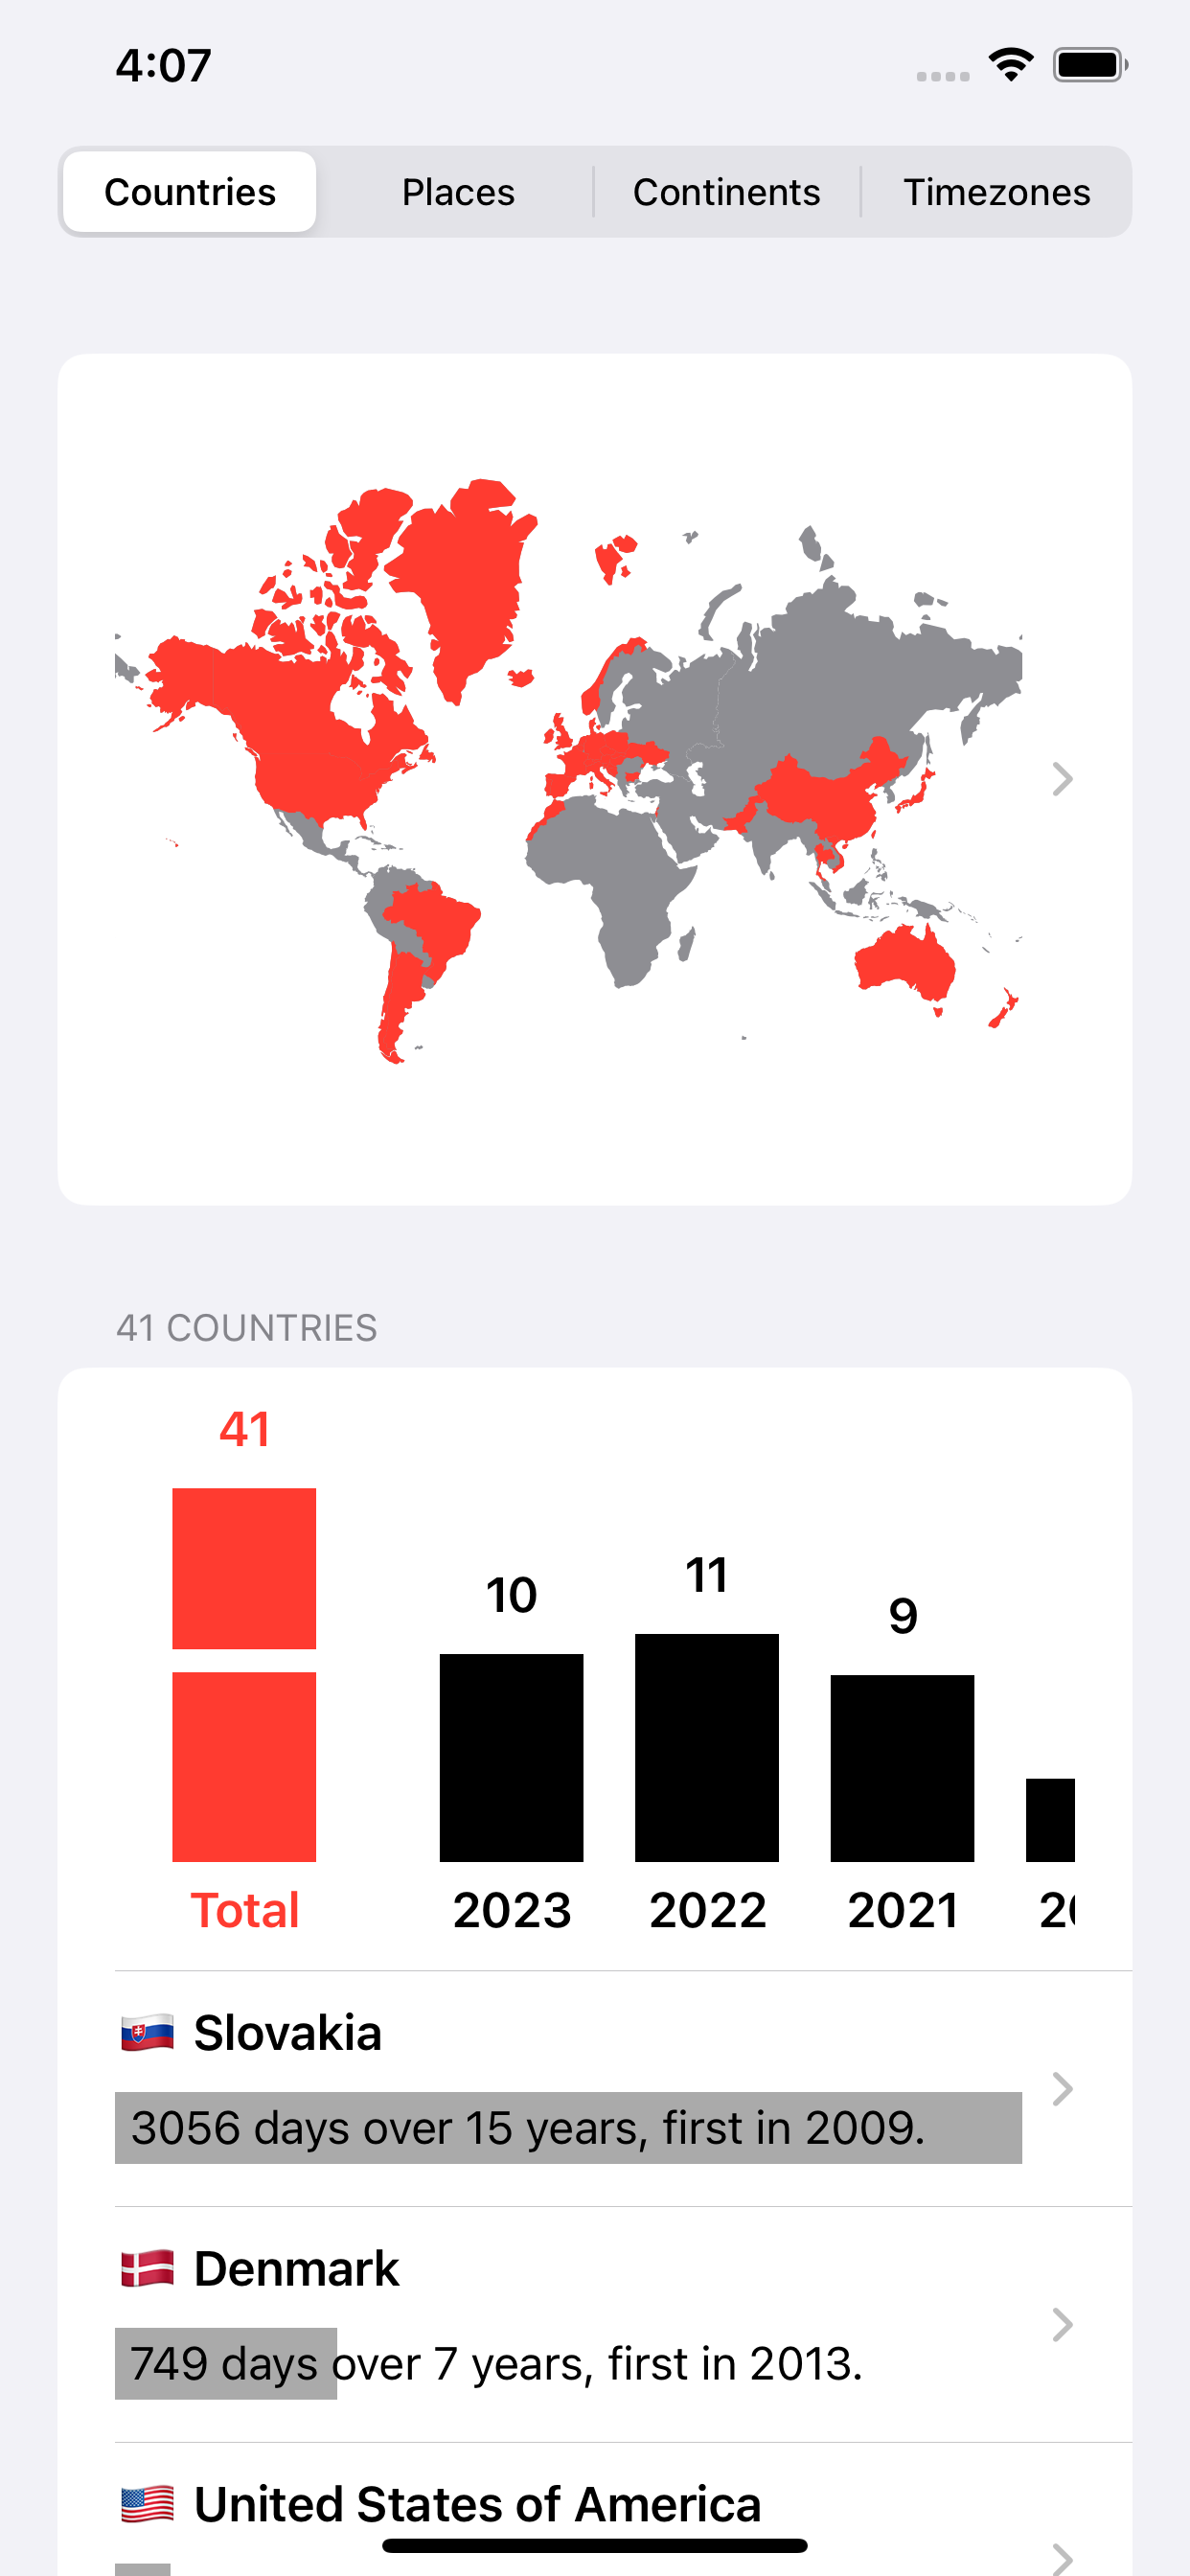 4:07
Countries
Places
Continents
Timezones
41 COUNTRIES
41
10
11
9
Total
2023
2022
2021
Slovakia
3056 days over 15 years, first in 2009.
Denmark
749 days over 7 years, first in 2013.
United States of America